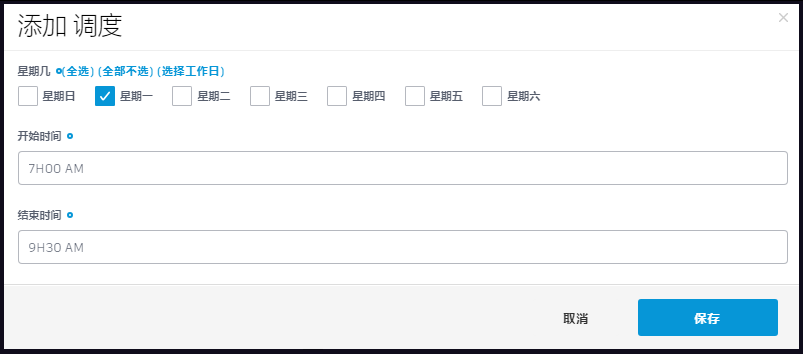 添加 调度
×
星期几 (全选) (全部不选) (选择工作日)
星期日 星期一 星期二 星期三 星期四 星期五 星期六
开始时间
7H00 AM
结束时间
9H30 AM
取消 保存